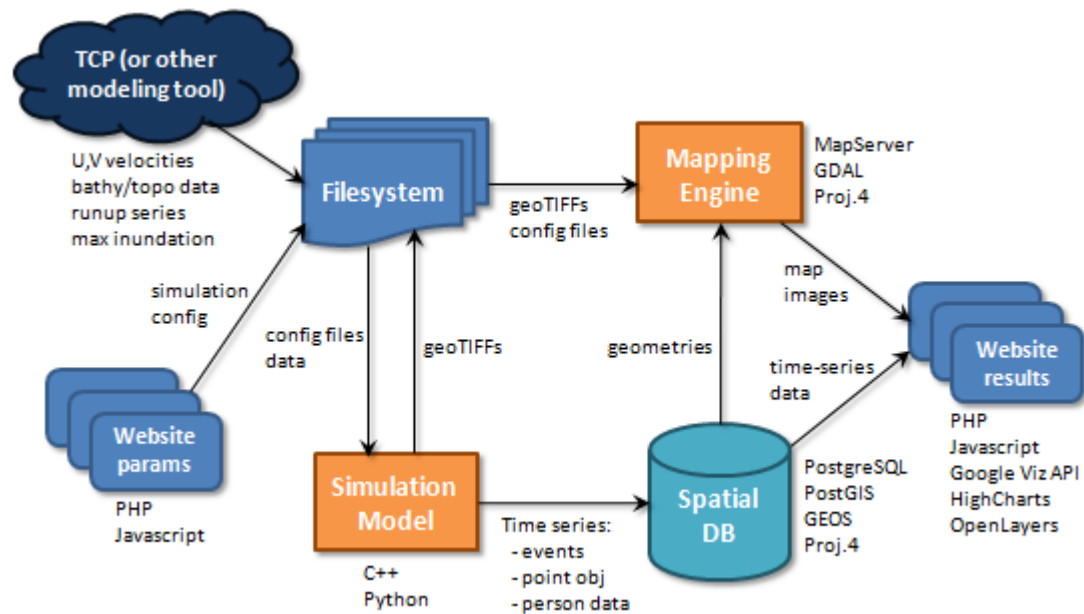 TCP (or other
modeling tool)
U,V velocities
bathy/topo data
runup series
max inundation
Filesystem
geoTIFFs
config files
Mapping
Engine
MapServer
GDAL
Proj.4
simulation
config
config files
data
geoTIFFs
geometries
map
images
time-series
data
Website
results
PHP
Javascript
Google Viz API
HighCharts
OpenLayers
Website
params
PHP
Javascript
Simulation
Model
C++
Python
Time series:
- events
- point obj
- person data
Spatial
DB
PostgreSQL
PostGIS
GEOS
Proj.4